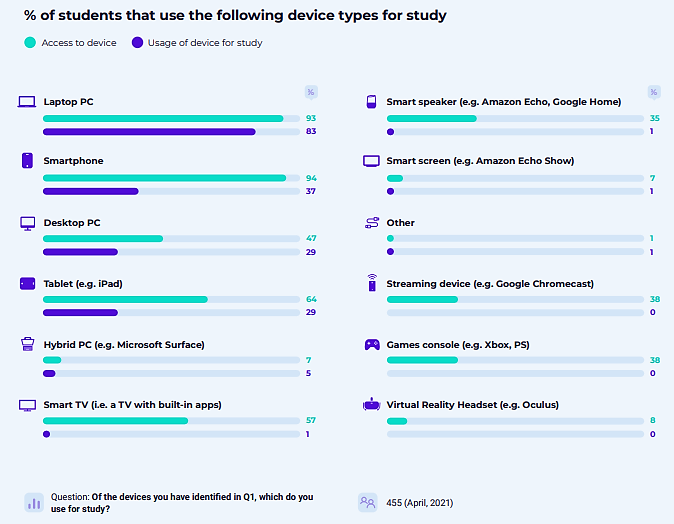 % of students that use the following device types for study
Access to device
Usage of device for study
%
Laptop PC
93
83
Smartphone
94
37
Desktop PC
47
29
Tablet (e.g. iPad)
64
29
Hybrid PC (e.g. Microsoft Surface)
7
5
Smart TV (i.e. a TV with built-in apps)
57
1
%
Smart speaker (e.g. Amazon Echo, Google Home)
35
1
Smart screen (e.g. Amazon Echo Show)
7
1
Other
1
1
Streaming device (e.g. Google Chromecast)
38
0
Games console (e.g. Xbox, PS)
38
0
Virtual Reality Headset (e.g. Oculus)
8
0
Question: Of the devices you have identified in Q1, which do you
use for study?
455 (April, 2021)